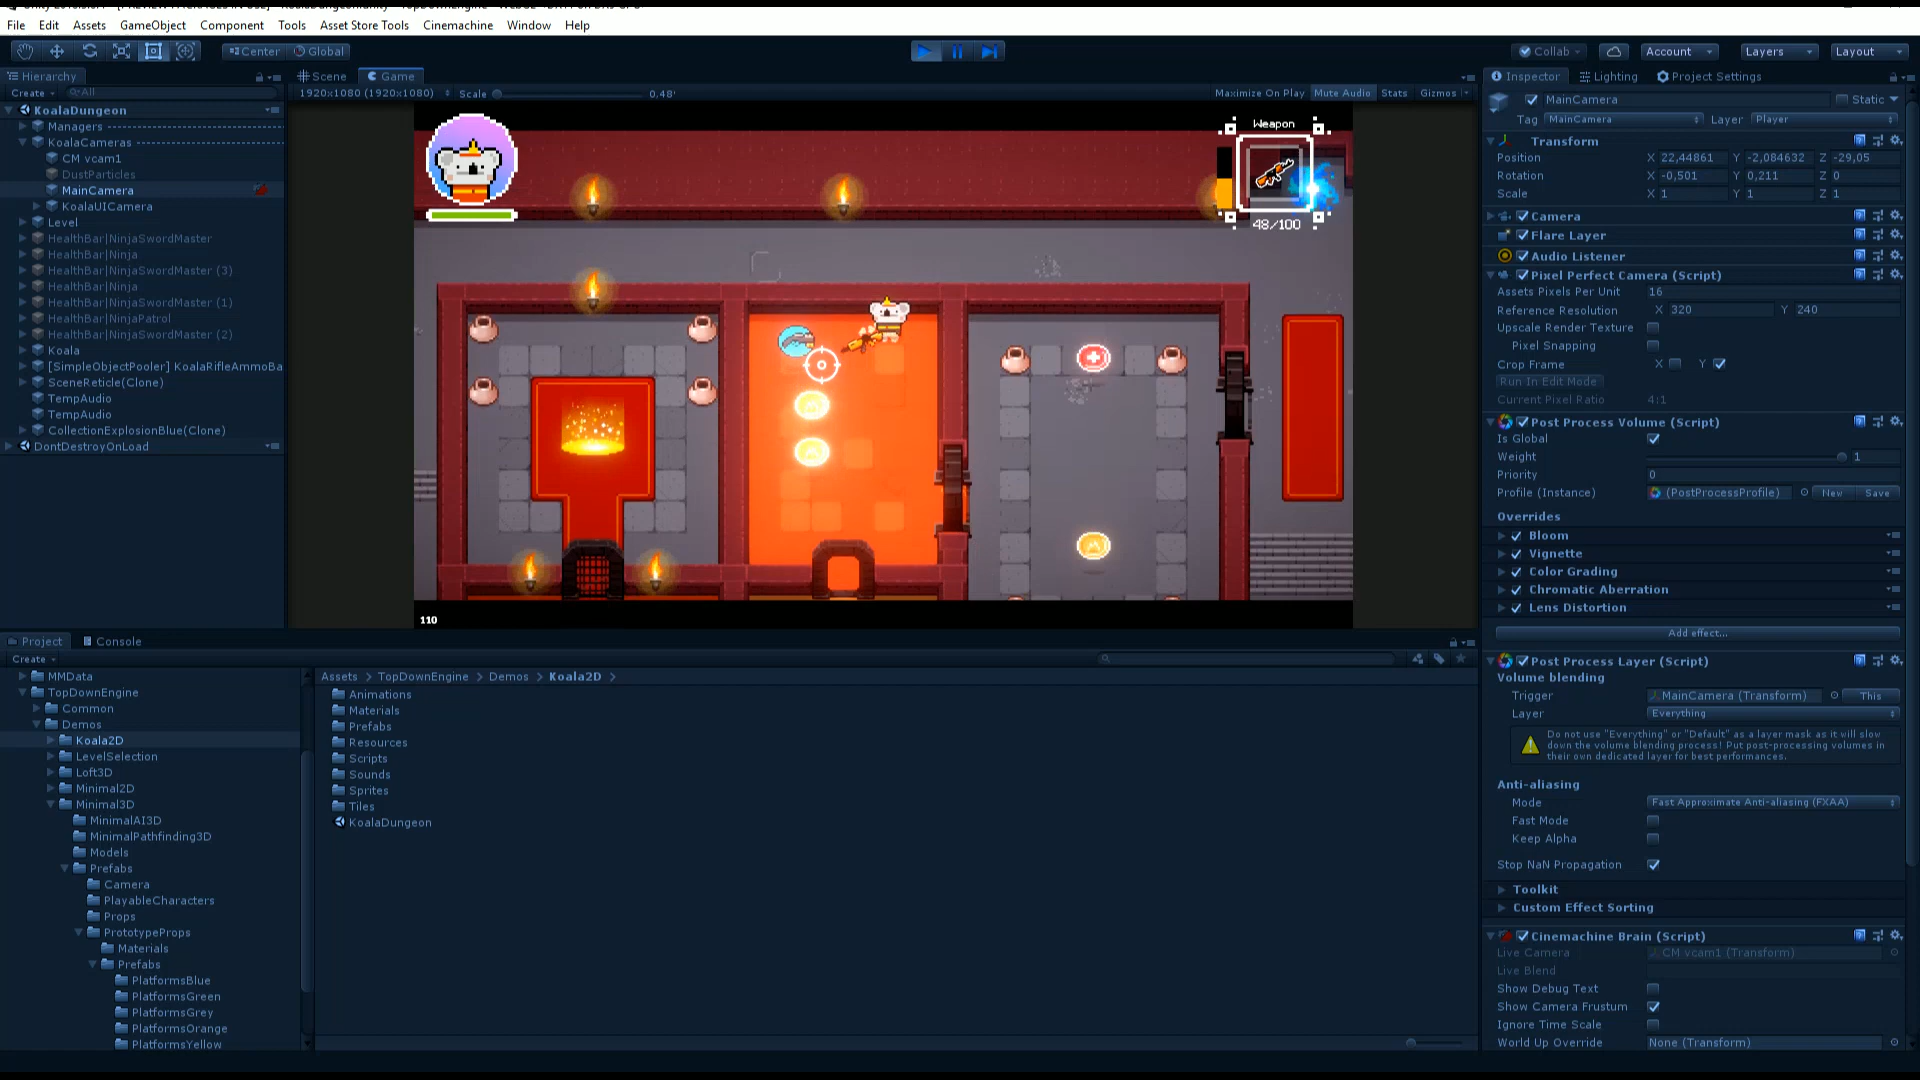 File Edit Assets GameObject Component Tools Asset Store Tools Cinemachine Window Help
Center Global
Collab Account Layers Layout
Hierarchy
Create All
KoalaDungeon
Managers
KoalaCameras
CM vcam1
DustParticles
MainCamera
KoalaUICamera
Level
HealthBar|NinjaSwordMaster
HealthBar|Ninja
HealthBar|NinjaSwordMaster (3)
HealthBar|Ninja
HealthBar|NinjaSwordMaster (1)
HealthBar|NinjaPatrol
HealthBar|NinjaSwordMaster (2)
Koala
[SimpleObjectPooler] KoalaRifleAmmoBa
SceneReticle(Clone)
TempAudio
TempAudio
CollectionExplosionBlue(Clone)
DontDestroyOnLoad
Scene Game
1920x1080 (1920x1080) Scale 0,48
Maximize On Play Mute Audio Stats Gizmos
Weapon
48/100
110
Project Console
Create
MMData
TopDownEngine
Common
Demos
Koala2D
LevelSelection
Loft3D
Minimal2D
Minimal3D
MinimalAI3D
MinimalPathfinding3D
Models
Prefabs
Camera
PlayableCharacters
Props
PrototypeProps
Materials
Prefabs
PlatformsBlue
PlatformsGreen
PlatformsGrey
PlatformsOrange
PlatformsYellow
Assets > TopDownEngine > Demos > Koala2D >
Animations
Materials
Prefabs
Resources
Scripts
Sounds
Sprites
Tiles
KoalaDungeon
Inspector Lighting Project Settings
MainCamera Static
Tag MainCamera Layer Player
Transform
Position X 22,44861 Y -2,084632 Z -29,05
Rotation X -0,501 Y 0,211 Z 0
Scale X 1 Y 1 Z 1
Camera
Flare Layer
Audio Listener
Pixel Perfect Camera (Script)
Assets Pixels Per Unit 16
Reference Resolution X 320 Y 240
Upscale Render Texture
Pixel Snapping
Crop Frame X Y
Run In Edit Mode
Current Pixel Ratio 4:1
Post Process Volume (Script)
Is Global
Weight 1
Priority 0
Profile (Instance) (PostProcessProfile) New Save
Overrides
Bloom
Vignette
Color Grading
Chromatic Aberration
Lens Distortion
Add effect...
Post Process Layer (Script)
Volume blending
Trigger MainCamera (Transform) This
Layer Everything
Do not use "Everything" or "Default" as a layer mask as it will slow
down the volume blending process! Put post-processing volumes in
their own dedicated layer for best performances.
Anti-aliasing
Mode Fast Approximate Anti-aliasing (FXAA)
Fast Mode
Keep Alpha
Stop NaN Propagation
Toolkit
Custom Effect Sorting
Cinemachine Brain (Script)
Live Camera CM vcam1 (Transform)
Live Blend
Show Debug Text
Show Camera Frustum
Ignore Time Scale
World Up Override None (Transform)